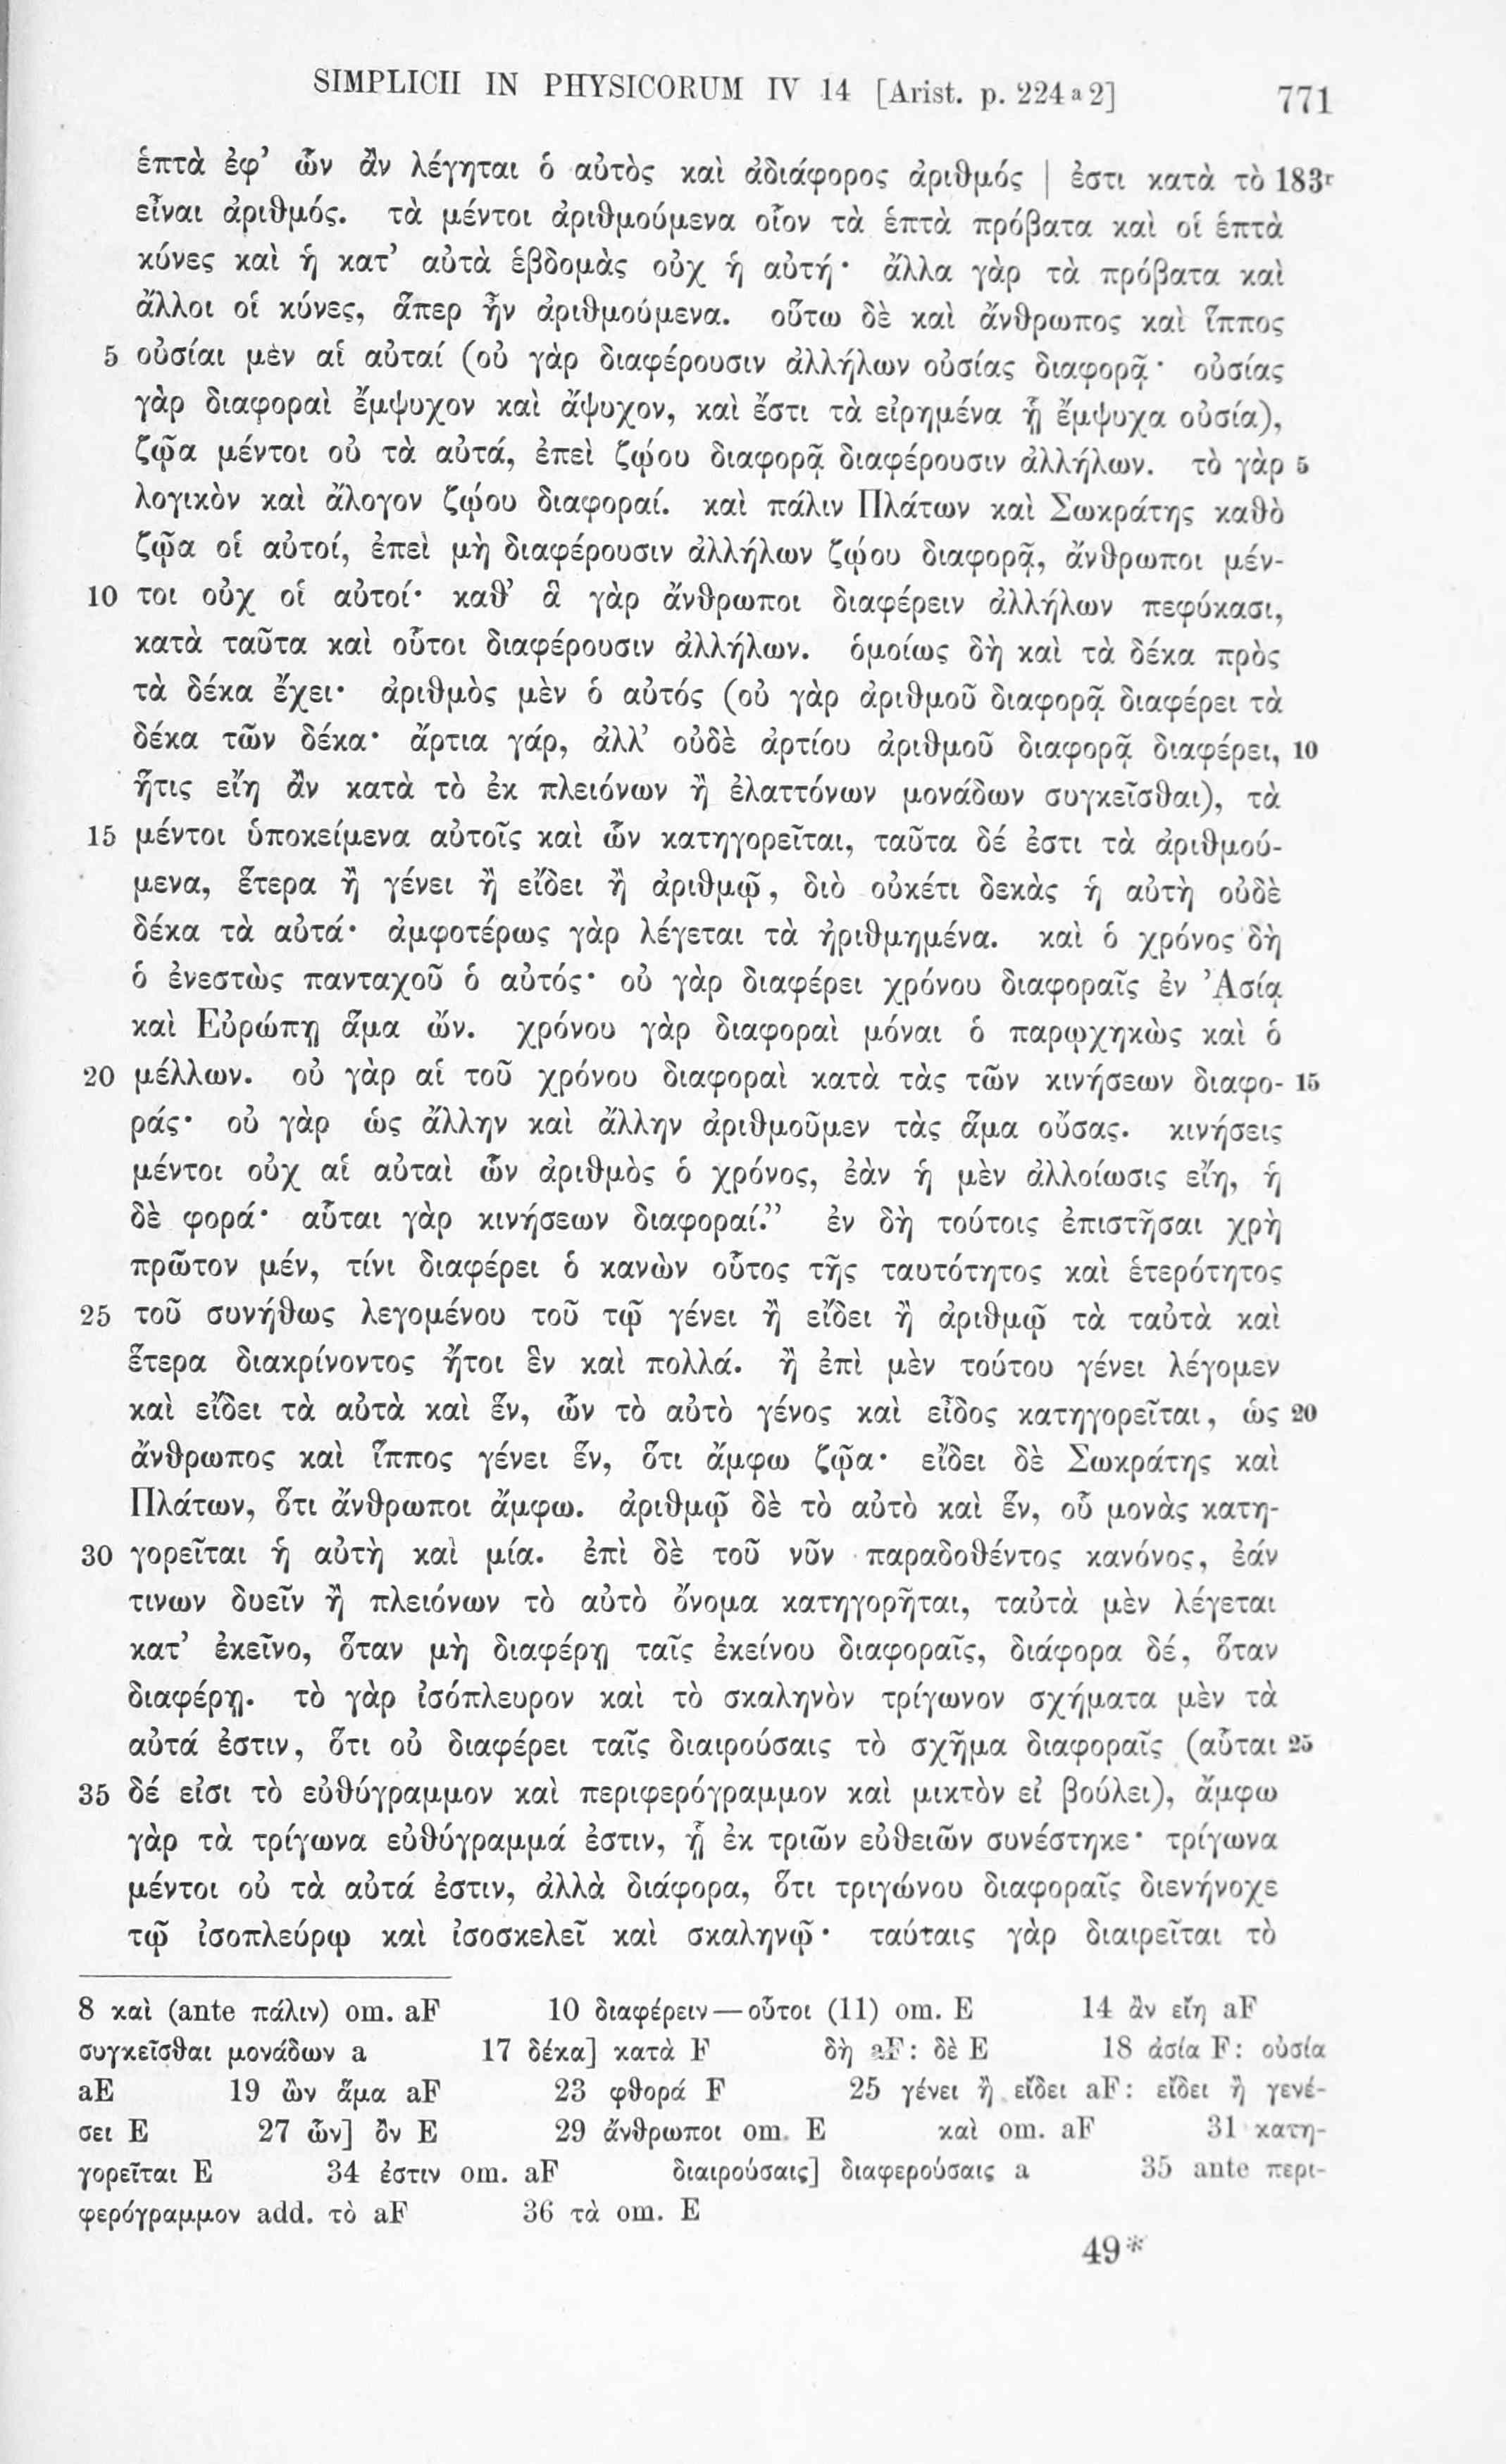 SIMPLICII IN PHYSICORUM IV 14 [Arist. p. 224 a 2] 771
ἑπτὰ ἐφ’ ὧν ἂν λέγηται ὁ αὐτὸς καὶ ἀδιάφορος ἀριθμός | ἐστι κατὰ τὸ 183r
εἶναι ἀριθμός. τὰ μέντοι ἀριθμούμενα οἷον τὰ ἑπτὰ πρόβατα καὶ οἱ ἑπτὰ
κύνες καὶ ἡ κατ’ αὐτὰ ἑβδομὰς οὐχ ἡ αὐτή· ἄλλα γὰρ τὰ πρόβατα καὶ
ἄλλοι οἱ κύνες, ἅπερ ἦν ἀριθμούμενα. οὕτω δὲ καὶ ἄνθρωπος καὶ ἵππος
5 οὐσίαι μὲν αἱ αὐταί (οὐ γὰρ διαφέρουσιν ἀλλήλων οὐσίας διαφορᾷ· οὐσίας
γὰρ διαφοραὶ ἔμψυχον καὶ ἄψυχον, καὶ ἔστι τὰ εἰρημένα ᾗ ἔμψυχα οὐσία),
ζῷα μέντοι οὐ τὰ αὐτά, ἐπεὶ ζῴου διαφορᾷ διαφέρουσιν ἀλλήλων. τὸ γὰρ 5
λογικὸν καὶ ἄλογον ζῴου διαφοραί. καὶ πάλιν Πλάτων καὶ Σωκράτης καθὸ
ζῷα οἱ αὐτοί, ἐπεὶ μὴ διαφέρουσιν ἀλλήλων ζῴου διαφορᾷ, ἄνθρωποι μέν-
10 τοι οὐχ οἱ αὐτοί· καθ’ ἃ γὰρ ἄνθρωποι διαφέρειν ἀλλήλων πεφύκασι,
κατὰ ταῦτα καὶ οὗτοι διαφέρουσιν ἀλλήλων. ὁμοίως δὴ καὶ τὰ δέκα πρὸς
τὰ δέκα ἔχει· ἀριθμὸς μὲν ὁ αὐτός (οὐ γὰρ ἀριθμοῦ διαφορᾷ διαφέρει τὰ
δέκα τῶν δέκα· ἄρτια γάρ, ἀλλ’ οὐδὲ ἀρτίου ἀριθμοῦ διαφορᾷ διαφέρει, 10
ἥτις εἴη ἂν κατὰ τὸ ἐκ πλειόνων ἢ ἐλαττόνων μονάδων συγκεῖσθαι), τὰ
15 μέντοι ὑποκείμενα αὐτοῖς καὶ ὧν κατηγορεῖται, ταῦτα δέ ἐστι τὰ ἀριθμού-
μενα, ἕτερα ἢ γένει ἢ εἴδει ἢ ἀριθμῷ, διὸ οὐκέτι δεκὰς ἡ αὐτὴ οὐδὲ
δέκα τὰ αὐτά· ἀμφοτέρως γὰρ λέγεται τὰ ἠριθμημένα. καὶ ὁ χρόνος δὴ
ὁ ἐνεστὼς πανταχοῦ ὁ αὐτός· οὐ γὰρ διαφέρει χρόνου διαφοραῖς ἐν Ἀσίᾳ
καὶ Εὐρώπῃ ἅμα ὤν. χρόνου γὰρ διαφοραὶ μόναι ὁ παρῳχηκὼς καὶ ὁ
20 μέλλων. οὐ γὰρ αἱ τοῦ χρόνου διαφοραὶ κατὰ τὰς τῶν κινήσεων διαφο- 15
ράς· οὐ γὰρ ὡς ἄλλην καὶ ἄλλην ἀριθμοῦμεν τὰς ἅμα οὔσας. κινήσεις
μέντοι οὐχ αἱ αὐταὶ ὧν ἀριθμὸς ὁ χρόνος, ἐὰν ἡ μὲν ἀλλοίωσις εἴη, ἡ
δὲ φορά· αὗται γὰρ κινήσεων διαφοραί.” ἐν δὴ τούτοις ἐπιστῆσαι χρὴ
πρῶτον μέν, τίνι διαφέρει ὁ κανὼν οὗτος τῆς ταυτότητος καὶ ἑτερότητος
25 τοῦ συνήθως λεγομένου τοῦ τῷ γένει ἢ εἴδει ἢ ἀριθμῷ τὰ ταὐτὰ καὶ
ἕτερα διακρίνοντος ἤτοι ἓν καὶ πολλά. ἢ ἐπὶ μὲν τούτου γένει λέγομεν
καὶ εἴδει τὰ αὐτὰ καὶ ἕν, ὧν τὸ αὐτὸ γένος καὶ εἶδος κατηγορεῖται, ὡς 20
ἄνθρωπος καὶ ἵππος γένει ἕν, ὅτι ἄμφω ζῷα· εἴδει δὲ Σωκράτης καὶ
Πλάτων, ὅτι ἄνθρωποι ἄμφω. ἀριθμῷ δὲ τὸ αὐτὸ καὶ ἕν, οὗ μονὰς κατη-
30 γορεῖται ἡ αὐτὴ καὶ μία. ἐπὶ δὲ τοῦ νῦν παραδοθέντος κανόνος, ἐάν
τινων δυεῖν ἢ πλειόνων τὸ αὐτὸ ὄνομα κατηγορῆται, ταὐτὰ μὲν λέγεται
κατ’ ἐκεῖνο, ὅταν μὴ διαφέρῃ ταῖς ἐκείνου διαφοραῖς, διάφορα δέ, ὅταν
διαφέρῃ. τὸ γὰρ ἰσόπλευρον καὶ τὸ σκαληνὸν τρίγωνον σχήματα μὲν τὰ
αὐτά ἐστιν, ὅτι οὐ διαφέρει ταῖς διαιρούσαις τὸ σχῆμα διαφοραῖς (αὗται 25
35 δέ εἰσι τὸ εὐθύγραμμον καὶ περιφερόγραμμον καὶ μικτὸν εἰ βούλει), ἄμφω
γὰρ τὰ τρίγωνα εὐθύγραμμά ἐστιν, ᾗ ἐκ τριῶν εὐθειῶν συνέστηκε· τρίγωνα
μέντοι οὐ τὰ αὐτά ἐστιν, ἀλλὰ διάφορα, ὅτι τριγώνου διαφοραῖς διενήνοχε
τῷ ἰσοπλεύρῳ καὶ ἰσοσκελεῖ καὶ σκαληνῷ· ταύταις γὰρ διαιρεῖται τὸ
8 καὶ (ante πάλιν) om. aF 10 διαφέρειν—οὗτοι (11) om. E 14 ἂν εἴη aF
συγκεῖσθαι μονάδων a 17 δέκα] κατὰ F δὴ aF: δὲ E 18 ἀσία F: οὐσία
aE 19 ὢν ἅμα aF 23 φθορά F 25 γένει ἢ εἴδει aF: εἴδει ἢ γενέ-
σει E 27 ὧν] ὂν E 29 ἄνθρωποι om. E καὶ om. aF 31 κατη-
γορεῖται E 34 ἐστιν om. aF διαιρούσαις] διαφερούσαις a 35 ante περι-
φερόγραμμον add. τὸ aF 36 τὰ om. E
49*